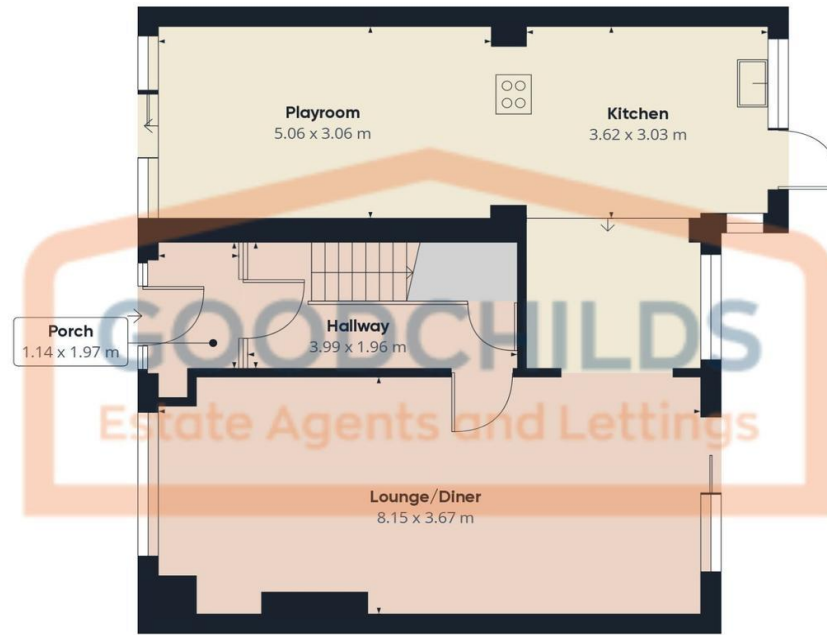 Playroom
5.06 x 3.06 m
Kitchen
3.62 x 3.03 m
Porch
1.14 x 1.97 m
Hallway
3.99 x 1.96 m
GOODCHILDS
Estate Agents and Lettings
Lounge/Diner
8.15 x 3.67 m